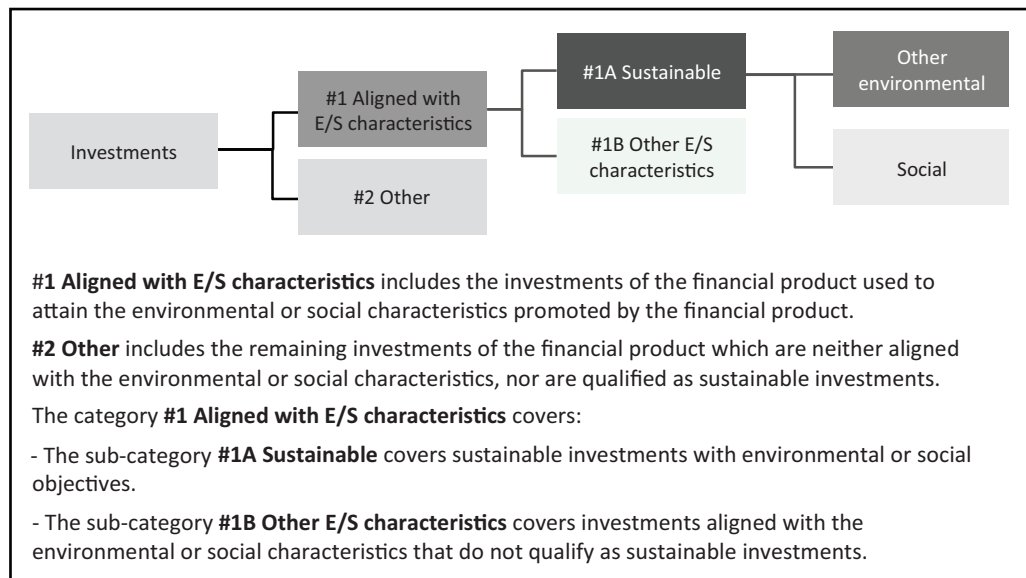 Investments
#1 Aligned with
E/S characteristics
#2 Other
#1A Sustainable
#1B Other E/S
characteristics
Other
environmental
Social
#1 Aligned with E/S characteristics includes the investments of the financial product used to
attain the environmental or social characteristics promoted by the financial product.
#2 Other includes the remaining investments of the financial product which are neither aligned
with the environmental or social characteristics, nor are qualified as sustainable investments.
The category #1 Aligned with E/S characteristics covers:
- The sub-category #1A Sustainable covers sustainable investments with environmental or social
objectives.
- The sub-category #1B Other E/S characteristics covers investments aligned with the
environmental or social characteristics that do not qualify as sustainable investments.